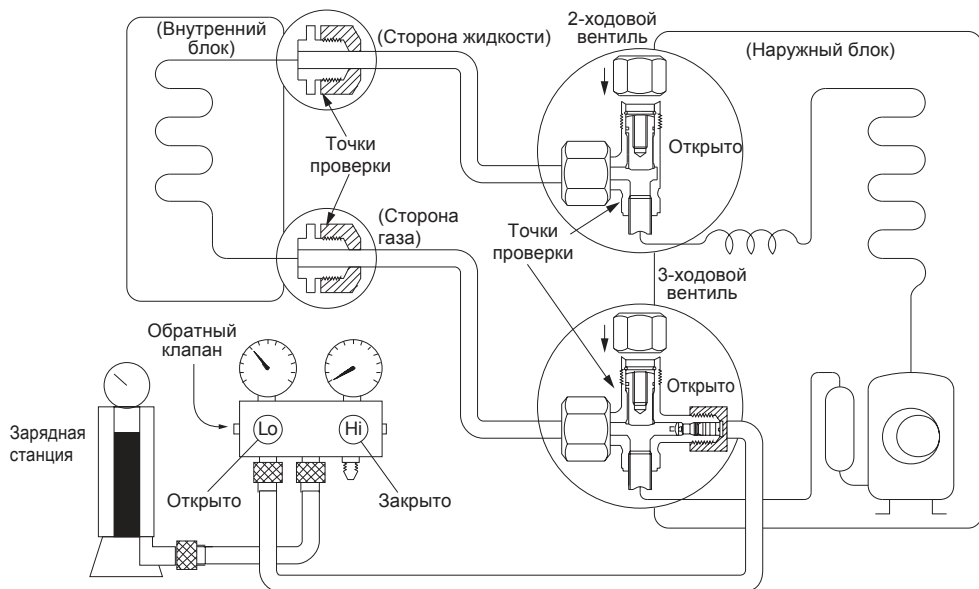 (Внутренний
блок)
(Сторона жидкости)
2-ходовой
вентиль
(Наружный блок)
Открыто
Точки
проверки
(Сторона
газа)
Точки
проверки
3-ходовой
вентиль
Обратный
клапан
Открыто
Зарядная
станция
Lo
Hi
Открыто
Закрыто